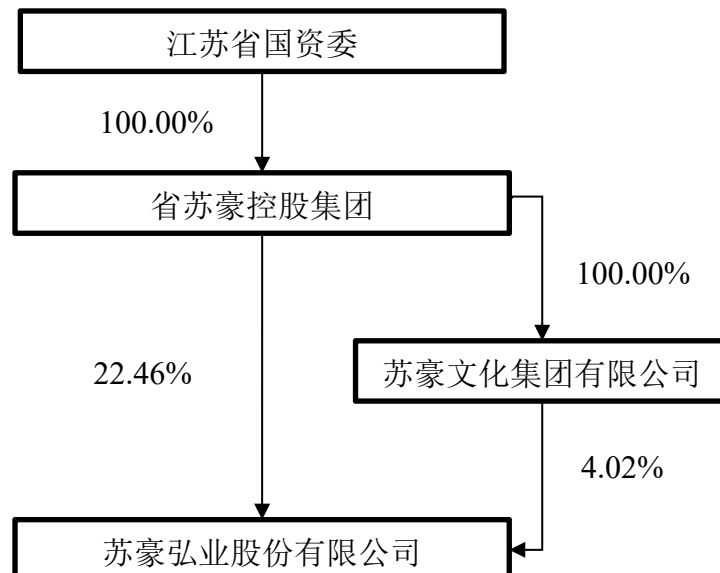 江苏省国资委
100.00%
省苏豪控股集团
100.00%
22.46%
苏豪文化集团有限公司
4.02%
苏豪弘业股份有限公司